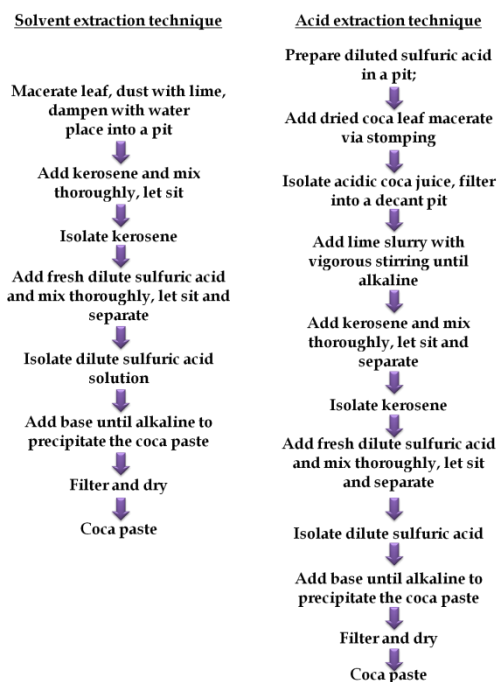 Solvent extraction technique
Macerate leaf, dust with lime,
dampen with water
place into a pit
Add kerosene and mix
thoroughly, let sit
Isolate kerosene
Add fresh dilute sulfuric acid
and mix thoroughly, let sit and
separate
Isolate dilute sulfuric acid
solution
Add base until alkaline to
precipitate the coca paste
Filter and dry
Coca paste
Acid extraction technique
Prepare diluted sulfuric acid
in a pit;
Add dried coca leaf macerate
via stomping
Isolate acidic coca juice, filter
into a decant pit
Add lime slurry with
vigorous stirring until
alkaline
Add kerosene and mix
thoroughly, let sit and
separate
Isolate kerosene
Add fresh dilute sulfuric acid
and mix thoroughly, let sit
and separate
Isolate dilute sulfuric acid
Add base until alkaline to
precipitate the coca paste
Filter and dry
Coca paste